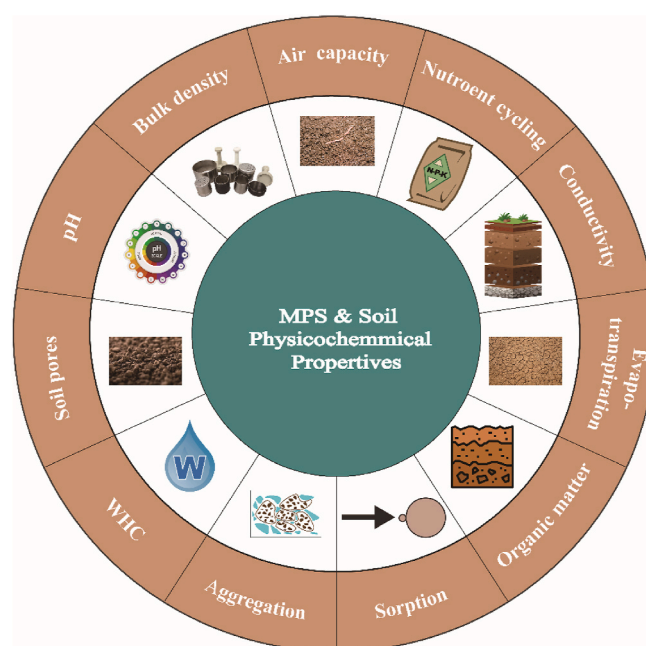 Air capacity
Nutroent cycling
Conductivity
Evapo-
transpiration
Organic matter
Sorption
Aggregation
WHC
Soil pores
pH
Bulk density
N-P-K
pH
W
MPS & Soil
Physicochemmical
Propertives